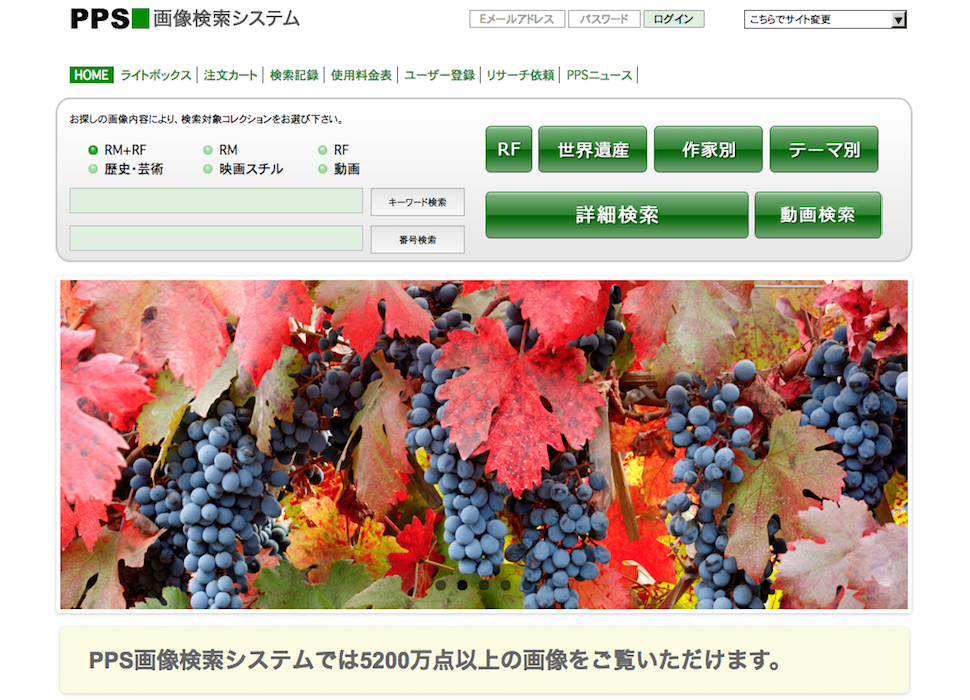 PPS 画像検索システム
Eメールアドレス パスワード ログイン こちらでサイト変更
HOME ライトボックス 注文カート 検索記録 使用料金表 ユーザー登録 リサーチ依頼 PPSニュース
お探しの画像内容により、検索対象コレクションをお選び下さい。
RM+RF RM RF
歴史・芸術 映画スチル 動画
キーワード検索
番号検索
RF 世界遺産 作家別 テーマ別
詳細検索 動画検索
PPS画像検索システムでは5200万点以上の画像をご覧いただけます。